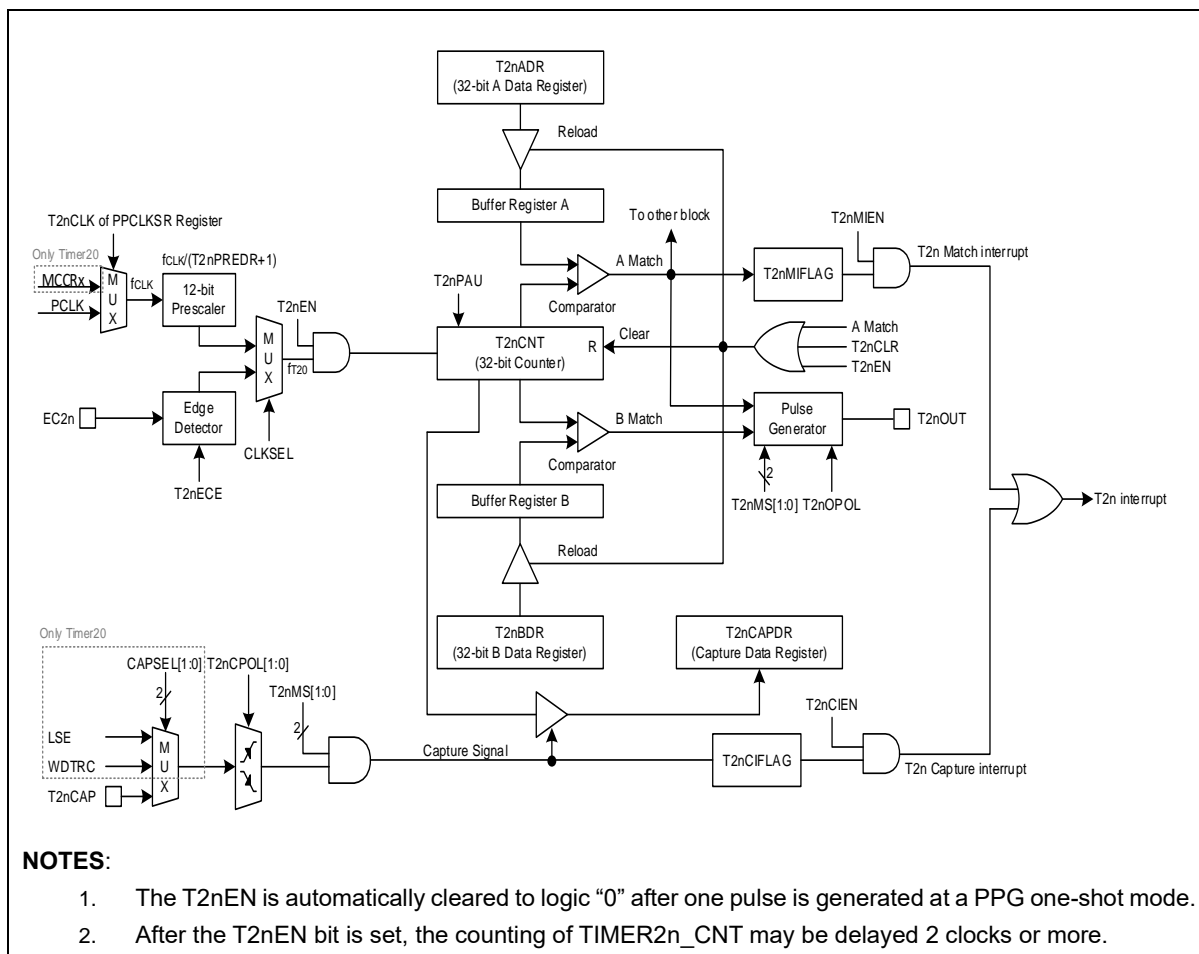 T2nADR
(32-bit A Data Register)
Reload
Buffer Register A
To other block
T2nCLK of PPCLKSR Register
Only Timer20
MCCRx
PCLK
MUX
fCLK
fCLK/(T2nPREDR+1)
12-bit
Prescaler
T2nEN
MUX
fT20
EC2n
Edge
Detector
T2nECE
CLKSEL
T2nPAU
T2nCNT
(32-bit Counter)
R
Clear
A Match
Comparator
T2nMIEN
T2nMIFLAG
T2n Match interrupt
A Match
T2nCLR
T2nEN
B Match
Comparator
Pulse
Generator
T2nOUT
2
T2nMS[1:0]
T2nOPOL
Buffer Register B
Reload
T2nBDR
(32-bit B Data Register)
T2n interrupt
T2nCAPDR
(Capture Data Register)
Only Timer20
CAPSEL[1:0]
T2nCPOL[1:0]
2
T2nMS[1:0]
2
LSE
WDTRC
T2nCAP
MUX
Capture Signal
T2nCIEN
T2nCIFLAG
T2n Capture interrupt
NOTES:
1. The T2nEN is automatically cleared to logic “0” after one pulse is generated at a PPG one-shot mode.
2. After the T2nEN bit is set, the counting of TIMER2n_CNT may be delayed 2 clocks or more.